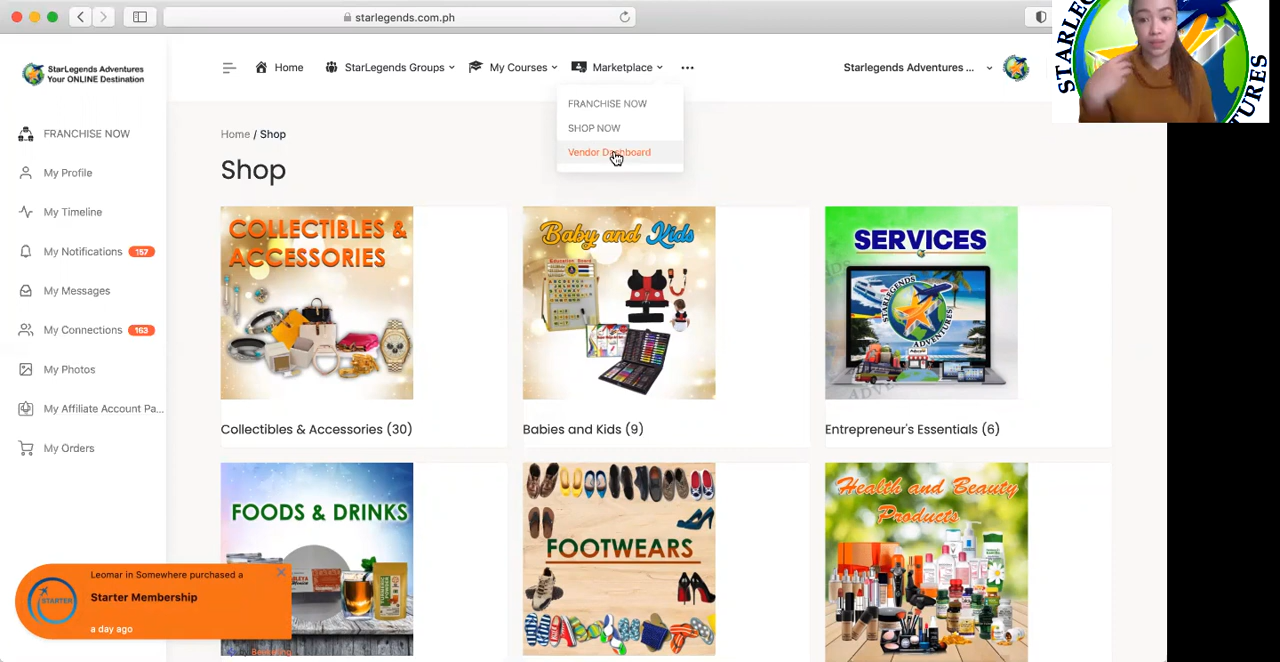 starlegends.com.ph
StarLegends Adventures
Your ONLINE Destination
Home
StarLegends Groups
My Courses
Marketplace
Starlegends Adventures ...
FRANCHISE NOW
SHOP NOW
Vendor Dashboard
FRANCHISE NOW
My Profile
My Timeline
My Notifications 157
My Messages
My Connections 163
My Photos
My Affiliate Account Pa...
My Orders
Home / Shop
Shop
COLLECTIBLES &
ACCESSORIES
Baby and Kids
SERVICES
STARLEGENDS
ADVENTURES
Collectibles & Accessories (30)
Babies and Kids (9)
Entrepreneur's Essentials (6)
FOODS & DRINKS
FOOTWEARS
Health and Beauty
Products
Leomar in Somewhere purchased a
Starter Membership
a day ago
STARTER